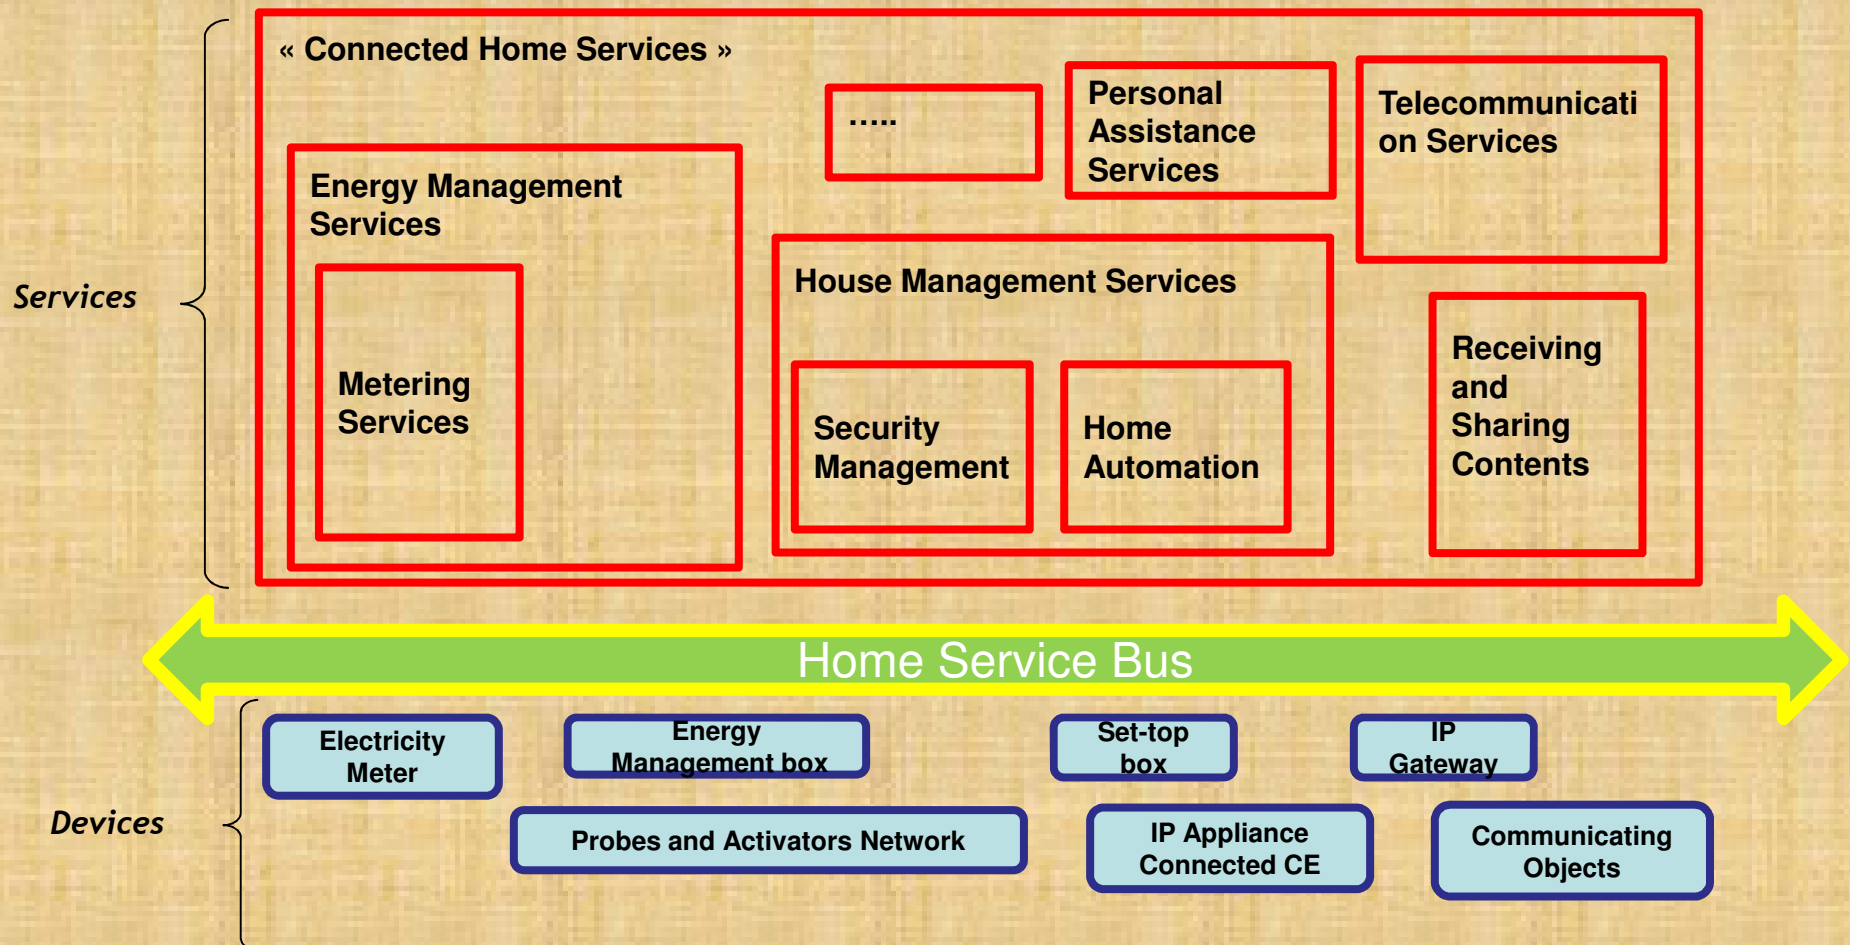 « Connected Home Services »
.....
Personal
Assistance
Services
Telecommunicati
on Services
Energy Management
Services
Metering
Services
House Management Services
Security
Management
Home
Automation
Receiving
and
Sharing
Contents
Services
Home Service Bus
Devices
Electricity
Meter
Energy
Management box
Set-top
box
IP
Gateway
Probes and Activators Network
IP Appliance
Connected CE
Communicating
Objects